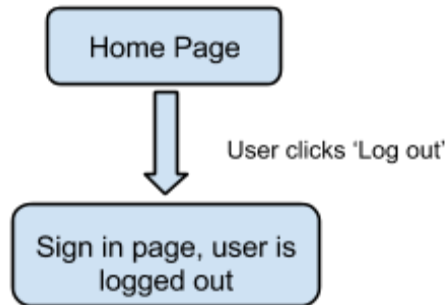 Home Page
User clicks ‘Log out’
Sign in page, user is
logged out